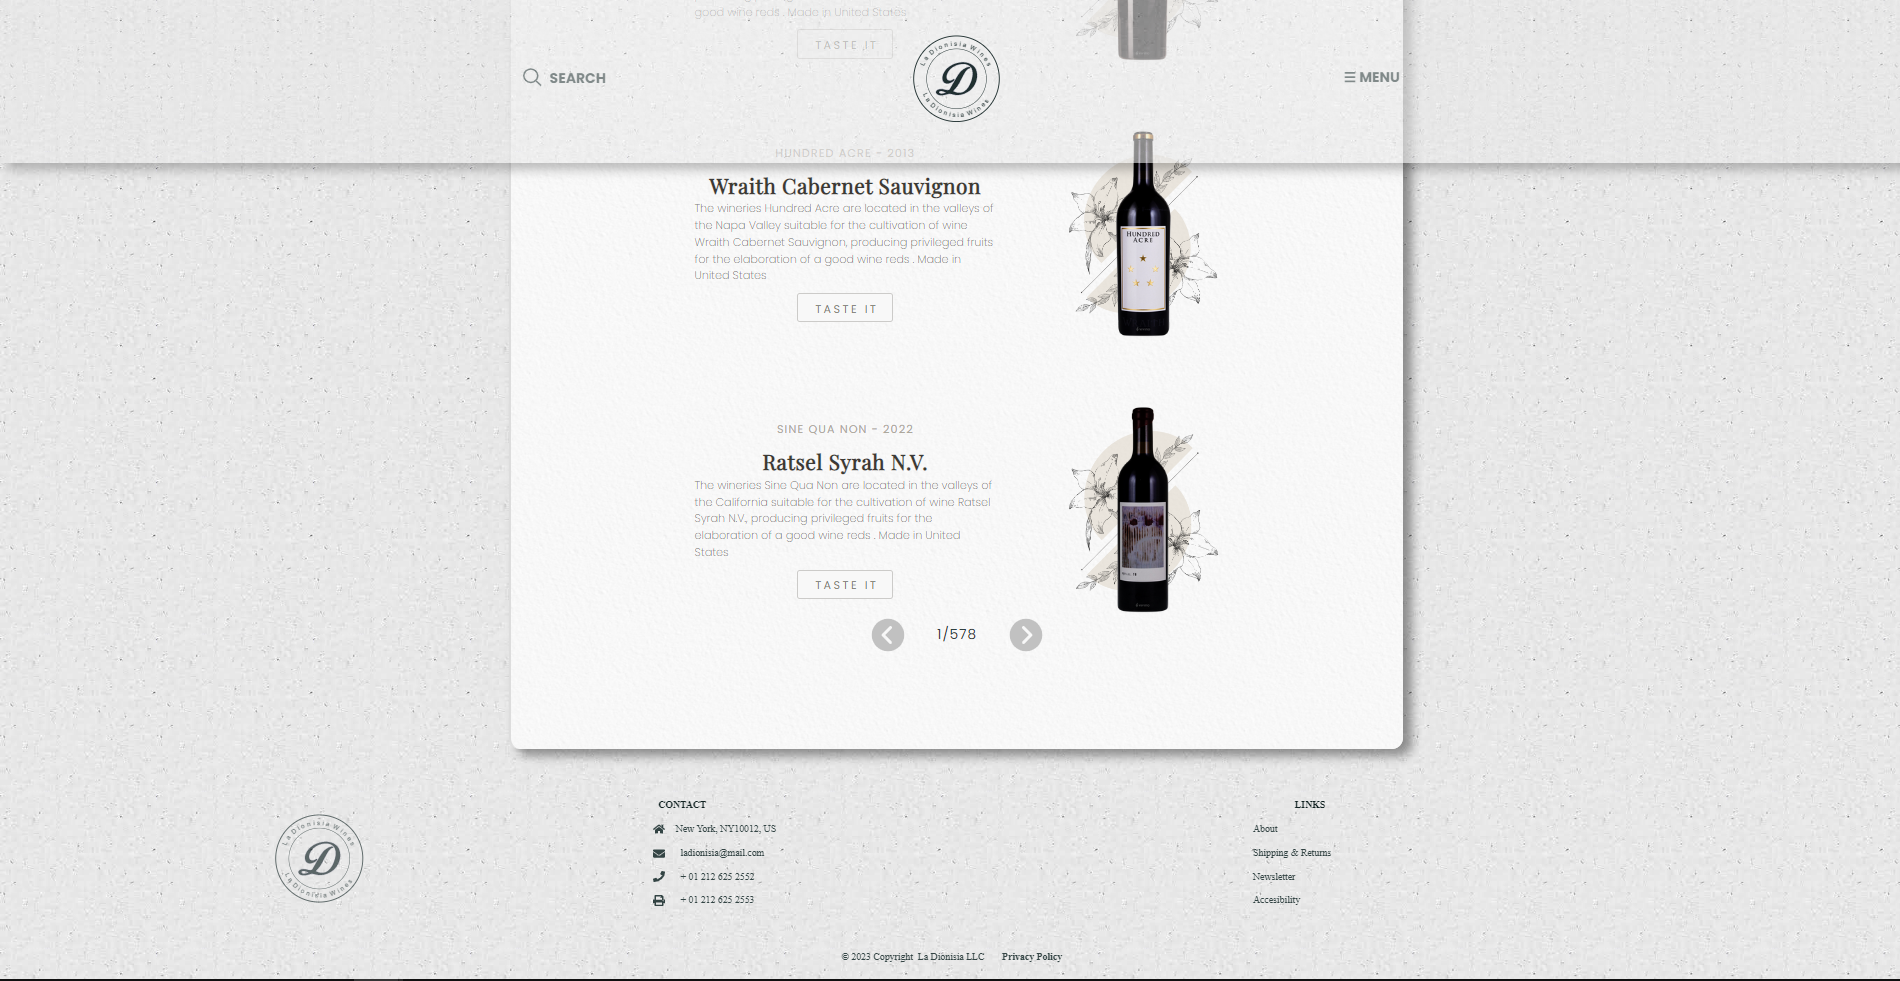 good wine reds . Made in United States
TASTE IT
SEARCH
La Dionisia Wines
D
La Dionisia Wines
☰ MENU
HUNDRED ACRE - 2013
Wraith Cabernet Sauvignon
The wineries Hundred Acre are located in the valleys of
the Napa Valley suitable for the cultivation of wine
Wraith Cabernet Sauvignon, producing privileged fruits
for the elaboration of a good wine reds . Made in
United States
TASTE IT
HUNDRED
ACRE
SINE QUA NON - 2022
Ratsel Syrah N.V.
The wineries Sine Qua Non are located in the valleys of
the California suitable for the cultivation of wine Ratsel
Syrah N.V., producing privileged fruits for the
elaboration of a good wine reds . Made in United
States
TASTE IT
1/578
La Dionisia Wines
D
La Dionisia Wines
CONTACT
New York, NY10012, US
ladionisia@mail.com
+ 01 212 625 2552
+ 01 212 625 2553
LINKS
About
Shipping & Returns
Newsletter
Accesibility
© 2023 Copyright La Dionisia LLC Privacy Policy